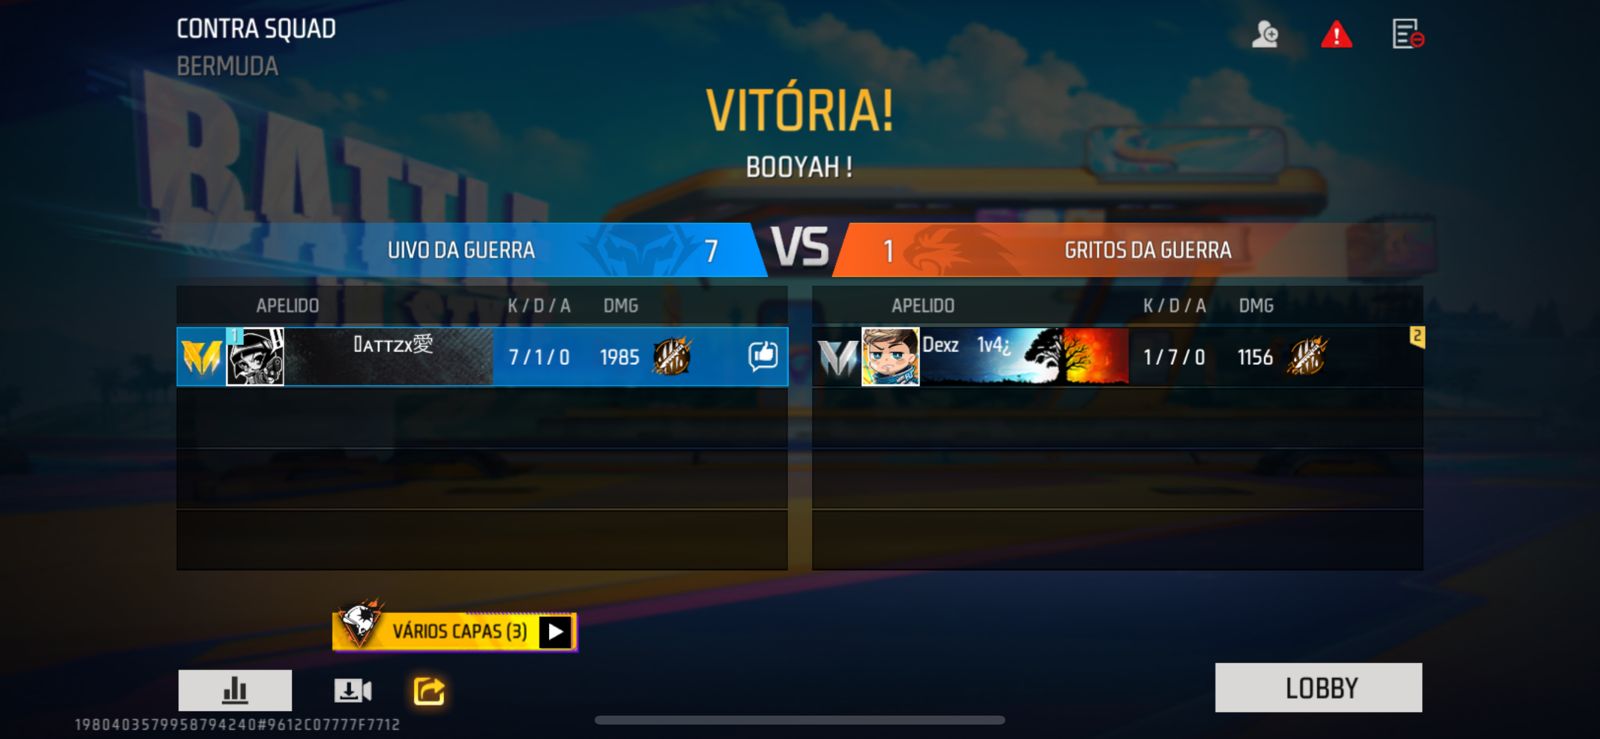 CONTRA SQUAD
BERMUDA
VITÓRIA!
BOOYAH !
UIVO DA GUERRA 7 VS 1 GRITOS DA GUERRA
APELIDO K / D / A DMG
1 ATTZX愛 7 / 1 / 0 1985
APELIDO K / D / A DMG
Dexz 1v4¿ 1 / 7 / 0 1156 2
VÁRIOS CAPAS (3)
LOBBY
1980403579958794240#9612C07777F7712
BATTLE